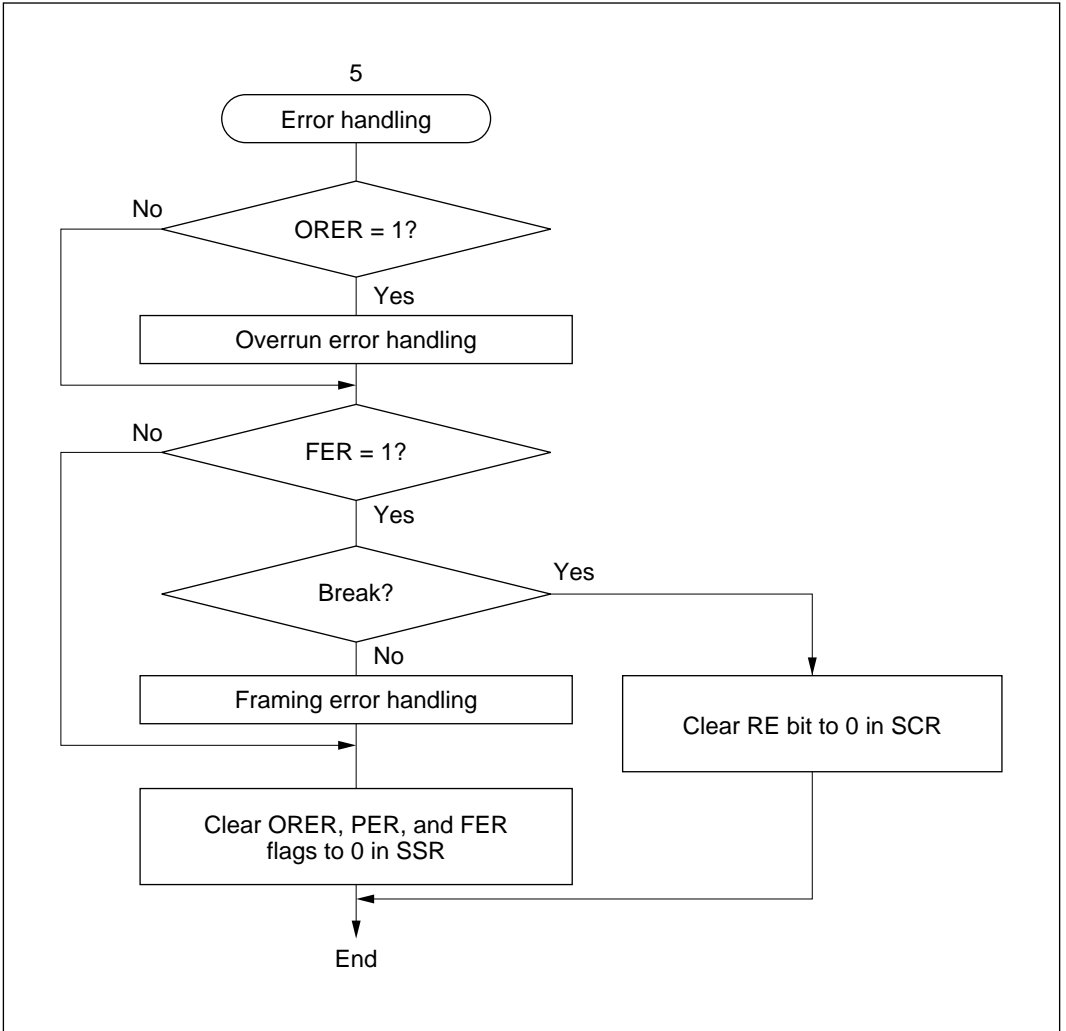 5
Error handling
No
ORER = 1?
Yes
Overrun error handling
No
FER = 1?
Yes
Break?
Yes
No
Framing error handling
Clear RE bit to 0 in SCR
Clear ORER, PER, and FER
flags to 0 in SSR
End